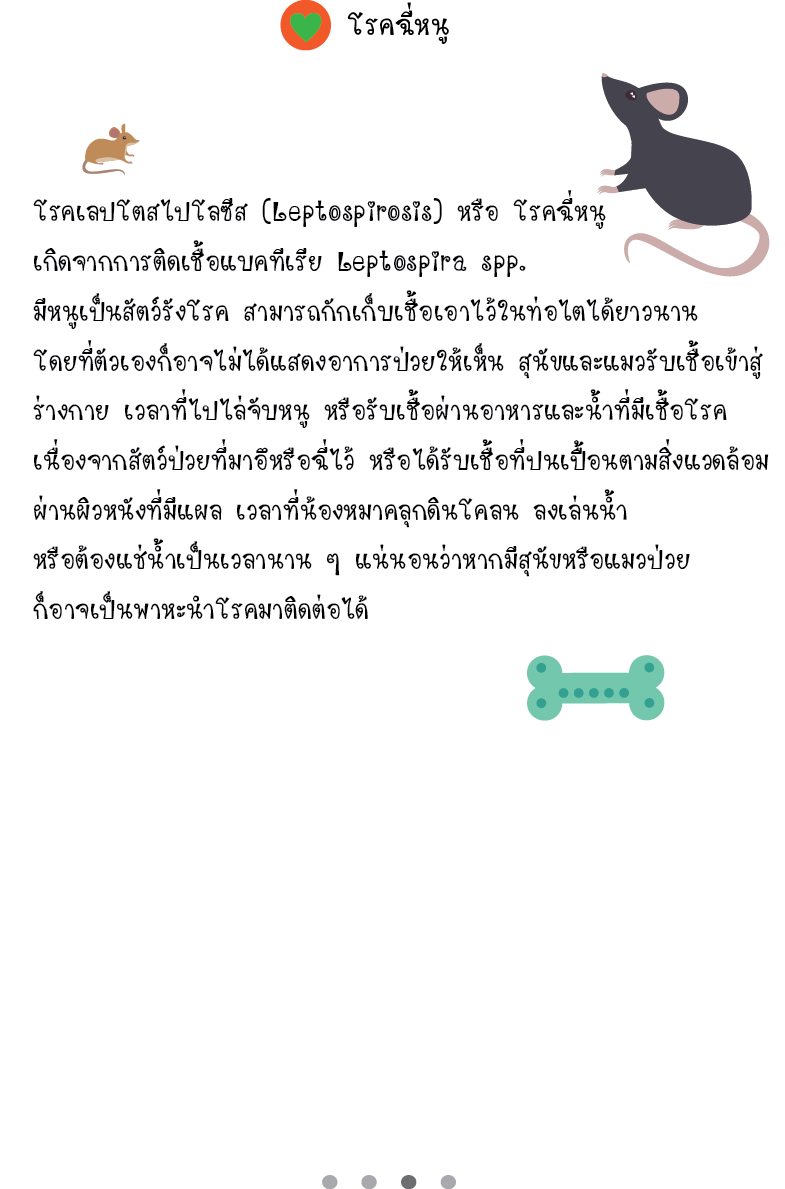 โรคฉี่หนู
โรคเลปโตสไปโลซีส (Leptospirosis) หรือ โรคฉี่หนู
เกิดจากการติดเชื้อแบคทีเรีย Leptospira spp.
มีหนูเป็นสัตว์รังโรค สามารถกักเก็บเชื้อเอาไว้ในท่อไตได้ยาวนาน
โดยที่ตัวเองก็อาจไม่ได้แสดงอาการป่วยให้เห็น สุนัขและแมวรับเชื้อเข้าสู่
ร่างกาย เวลาที่ไปไล่จับหนู หรือรับเชื้อผ่านอาหารและน้ำที่มีเชื้อโรค
เนื่องจากสัตว์ป่วยที่มาอึหรือฉี่ไว้ หรือได้รับเชื้อที่ปนเปื้อนตามสิ่งแวดล้อม
ผ่านผิวหนังที่มีแผล เวลาที่น้องหมาคลุกดินโคลน ลงเล่นน้ำ
หรือต้องแช่น้ำเป็นเวลานาน ๆ แน่นอนว่าหากมีสุนัขหรือแมวป่วย
ก็อาจเป็นพาหะนำโรคมาติดต่อได้